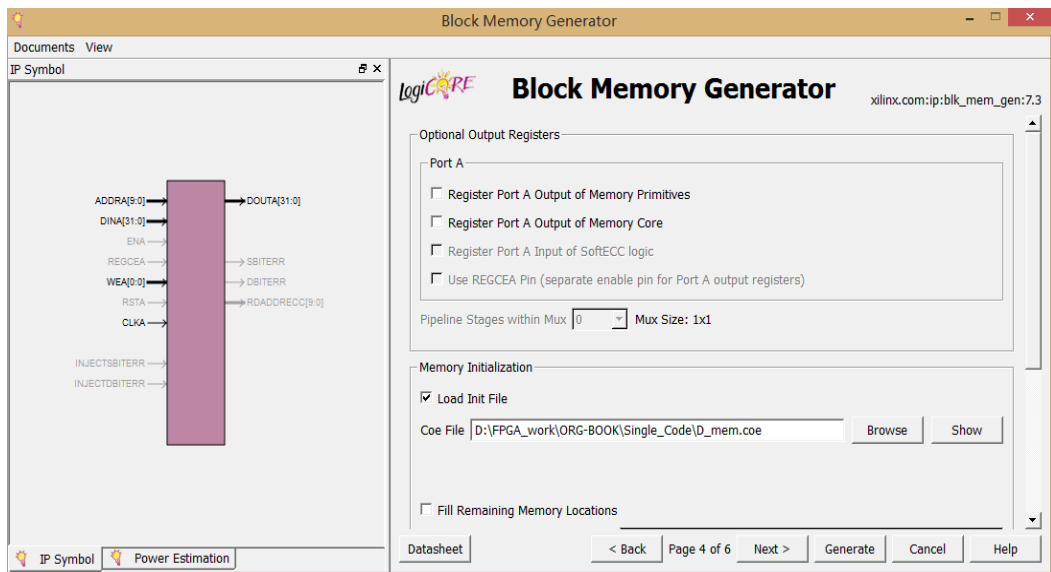 Block Memory Generator
Documents View
IP Symbol
ADDRA[9:0]
DOUTA[31:0]
DINA[31:0]
ENA
REGCEA
SBITERR
WEA[0:0]
DBITERR
RSTA
RDADDRECC[9:0]
CLKA
INJECTSBITERR
INJECTDBITERR
IP Symbol
Power Estimation
logiCORE
Block Memory Generator
xilinx.com:ip:blk_mem_gen:7.3
Optional Output Registers
Port A
Register Port A Output of Memory Primitives
Register Port A Output of Memory Core
Register Port A Input of SoftECC logic
Use REGCEA Pin (separate enable pin for Port A output registers)
Pipeline Stages within Mux 0 Mux Size: 1x1
Memory Initialization
Load Init File
Coe File D:\FPGA_work\ORG-BOOK\Single_Code\D_mem.coe Browse Show
Fill Remaining Memory Locations
Datasheet < Back Page 4 of 6 Next > Generate Cancel Help